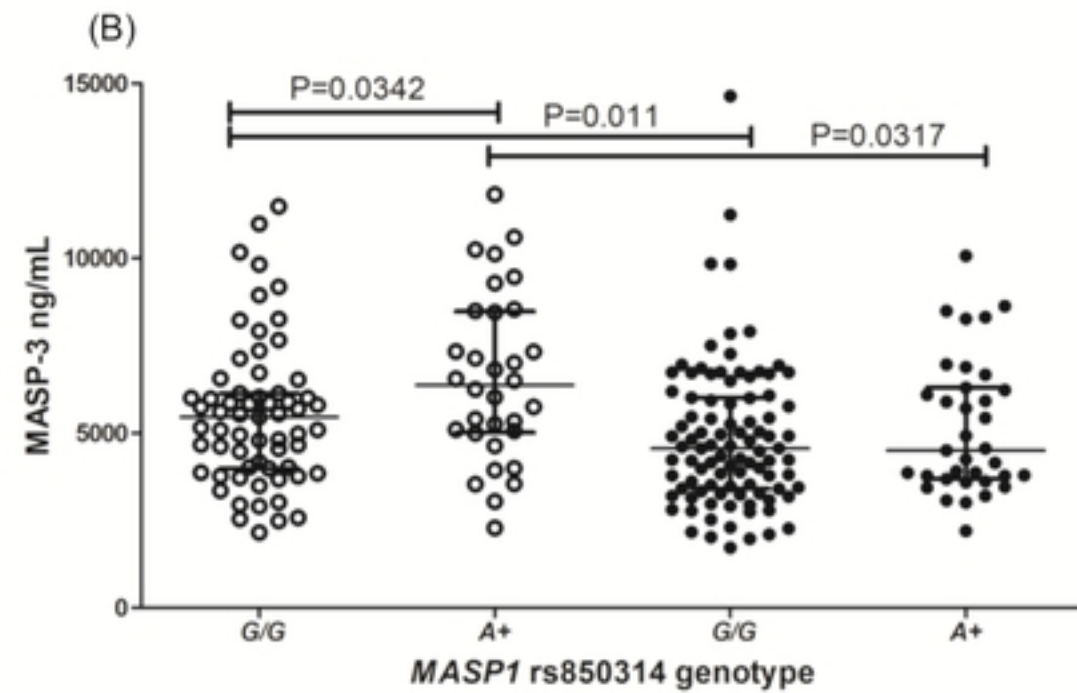 (B)
15000
P=0.0342
P=0.011
P=0.0317
10000
MASP-3 ng/mL
5000
0
G/G
A+
G/G
A+
MASP1 rs850314 genotype